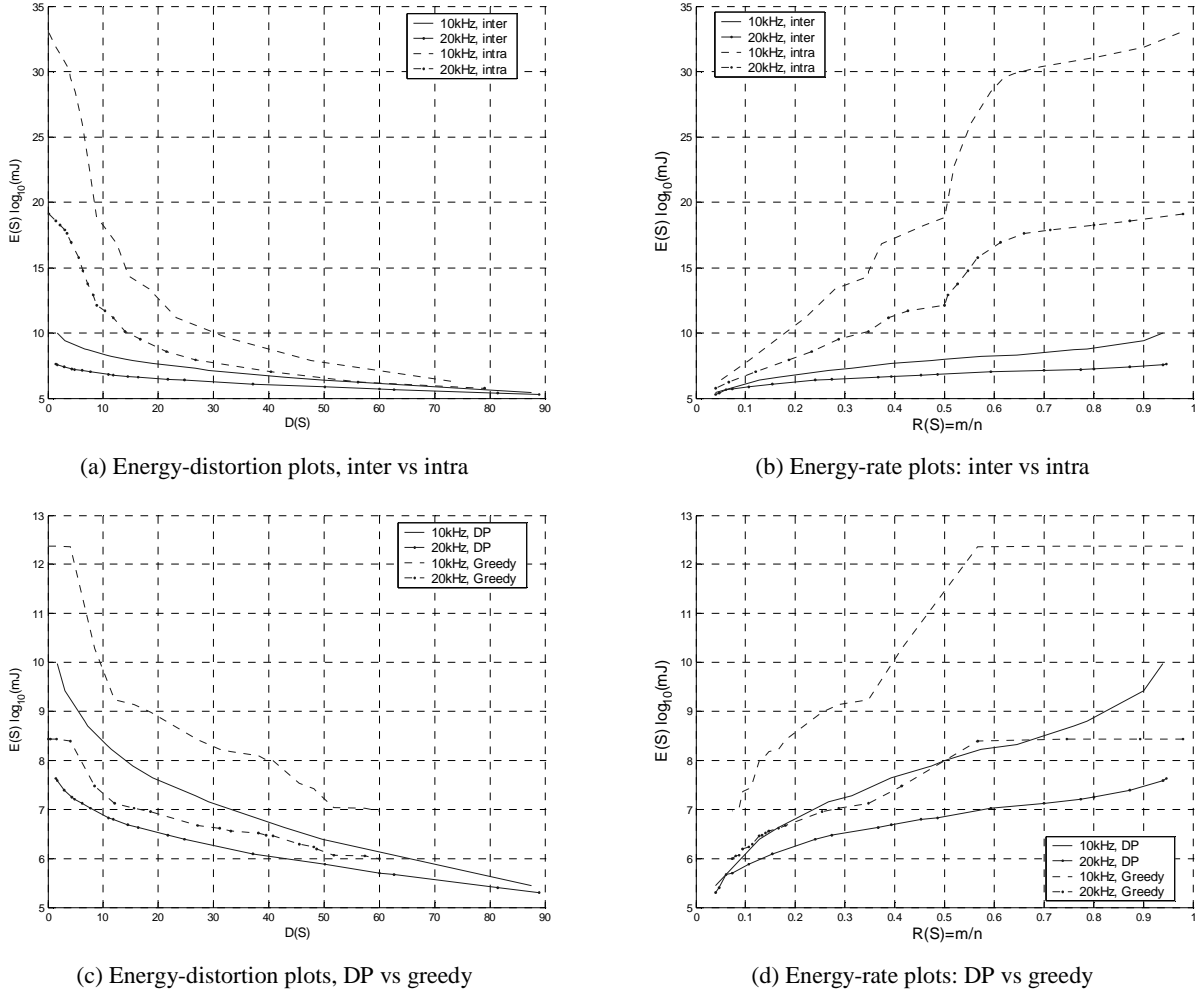 10kHz, inter
20kHz, inter
10kHz, intra
20kHz, intra
E(S) log10(mJ)
35
30
25
20
15
10
5
0 10 20 30 40 50 60 70 80 90
D(S)
(a) Energy-distortion plots, inter vs intra
10kHz, inter
20kHz, inter
10kHz, intra
20kHz, intra
E(S) log10(mJ)
35
30
25
20
15
10
5
0 0.1 0.2 0.3 0.4 0.5 0.6 0.7 0.8 0.9 1
R(S)=m/n
(b) Energy-rate plots: inter vs intra
10kHz, DP
20kHz, DP
10kHz, Greedy
20kHz, Greedy
E(S) log10(mJ)
13
12
11
10
9
8
7
6
5
0 10 20 30 40 50 60 70 80 90
D(S)
(c) Energy-distortion plots, DP vs greedy
E(S) log10(mJ)
13
12
11
10
9
8
7
6
5
10kHz, DP
20kHz, DP
10kHz, Greedy
20kHz, Greedy
0 0.1 0.2 0.3 0.4 0.5 0.6 0.7 0.8 0.9 1
R(S)=m/n
(d) Energy-rate plots: DP vs greedy